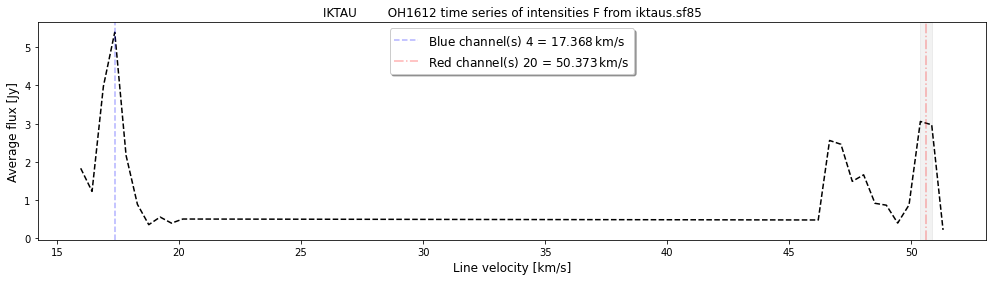 IKTAU OH1612 time series of intensities F from iktaus.sf85
Blue channel(s) 4 = 17.368 km/s
Red channel(s) 20 = 50.373 km/s
Average flux [Jy]
5
4
3
2
1
0
15 20 25 30 35 40 45 50
Line velocity [km/s]